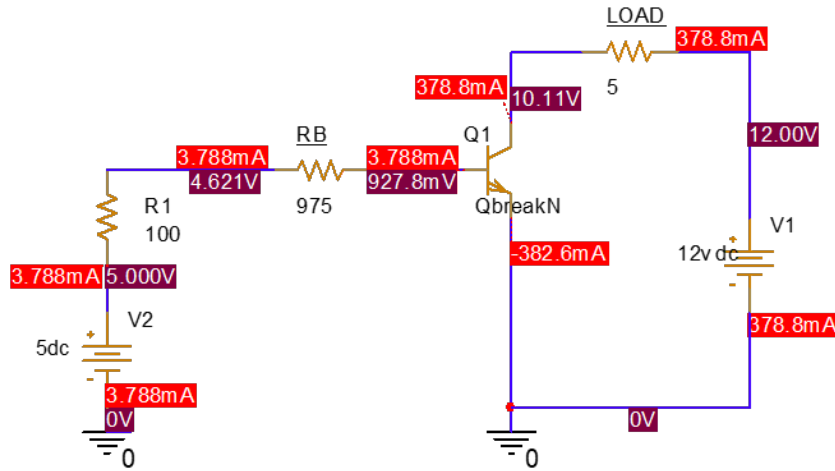 LOAD
378.8mA
378.8mA
10.11V
5
Q1
12.00V
RB
3.788mA
3.788mA
4.621V
927.8mV
975
QbreakN
R1
100
V1
-382.6mA
12v dc
3.788mA
5.000V
V2
378.8mA
5dc
3.788mA
0V
0V
0
0